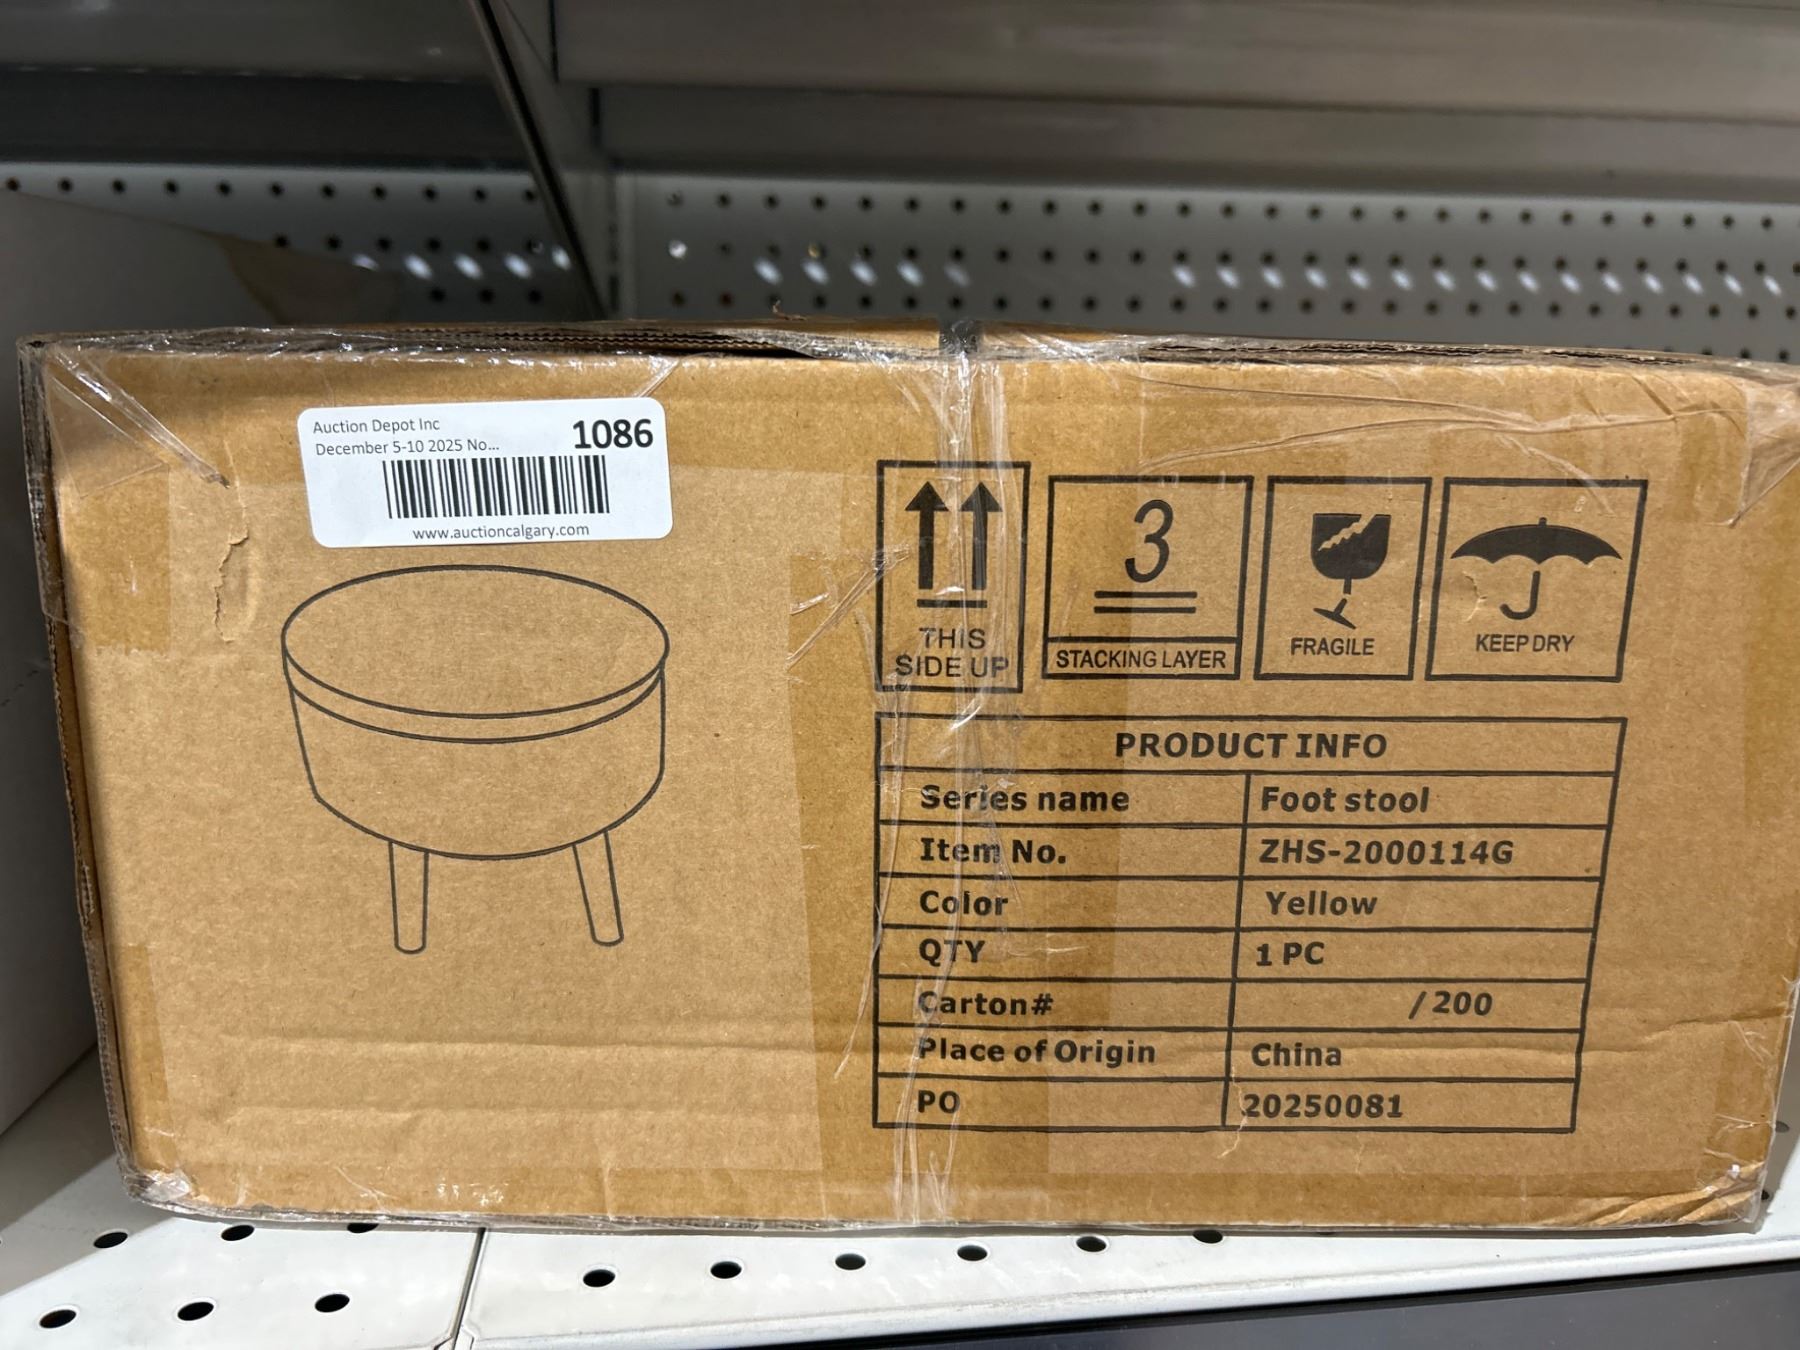 Auction Depot Inc
December 5-10 2025 No...
1086
www.auctioncalgary.com
THIS
SIDE UP
3
STACKING LAYER
FRAGILE
KEEP DRY
PRODUCT INFO
Series name Foot stool
Item No. ZHS-2000114G
Color Yellow
QTY 1 PC
Carton# / 200
Place of Origin China
PO 20250081